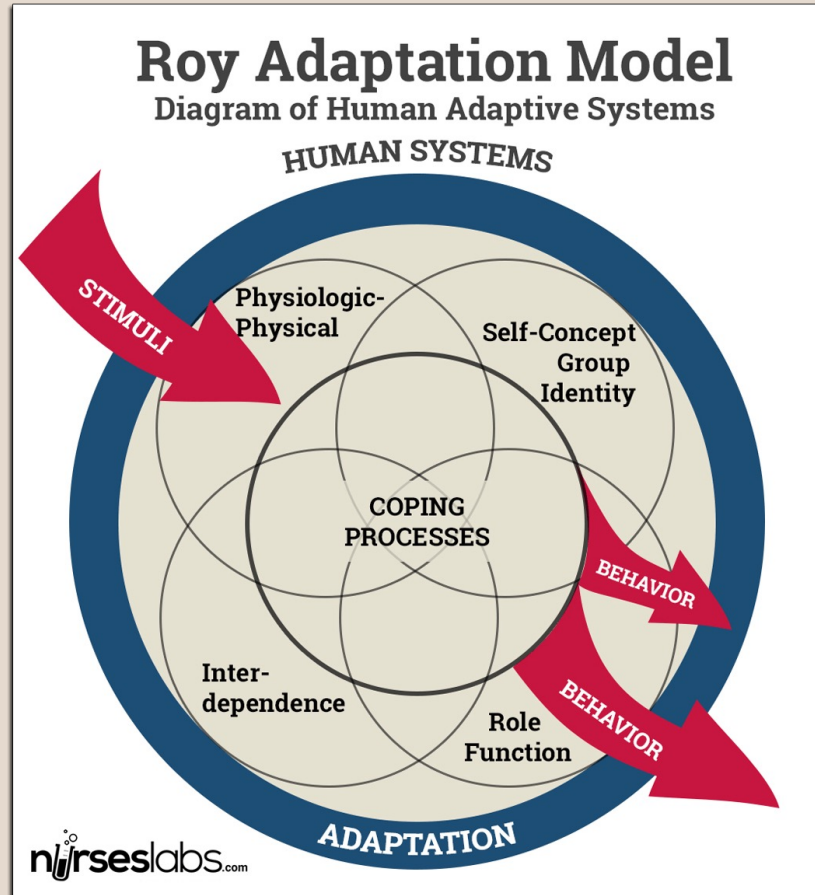 Roy Adaptation Model
Diagram of Human Adaptive Systems
HUMAN SYSTEMS
STIMULI
Physiologic-
Physical
Self-Concept
Group
Identity
COPING
PROCESSES
BEHAVIOR
BEHAVIOR
Inter-
dependence
Role
Function
ADAPTATION
nurseslabs.com